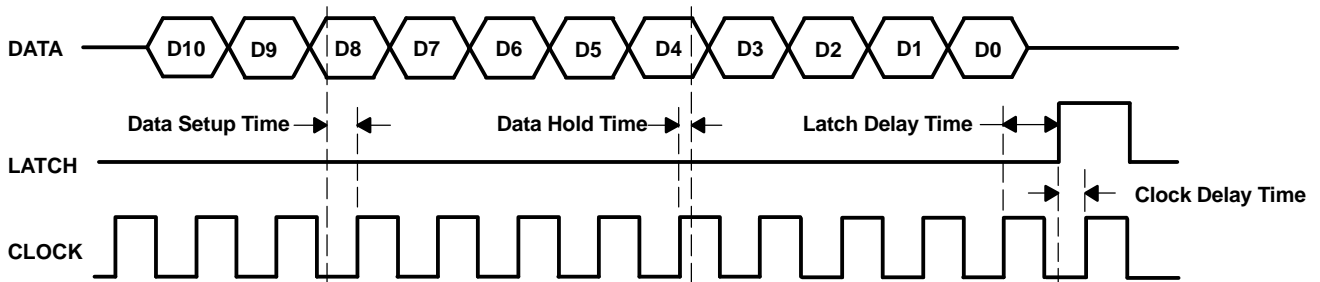 DATA
D10 D9 D8 D7 D6 D5 D4 D3 D2 D1 D0
Data Setup Time
Data Hold Time
Latch Delay Time
LATCH
Clock Delay Time
CLOCK